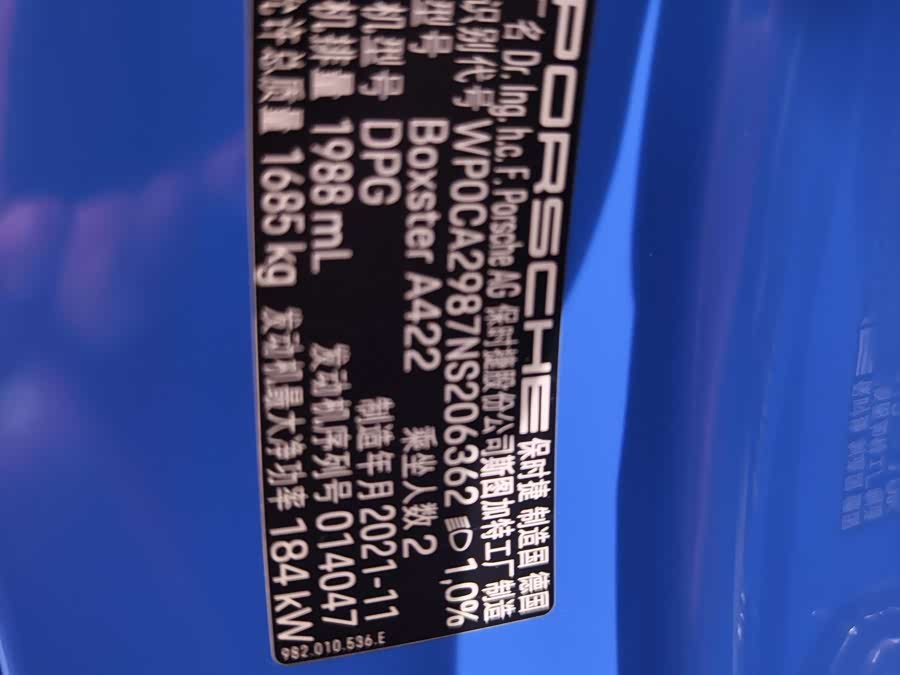 PORSCHE 保时捷 制造国 德国
厂名 Dr. Ing. h.c. F. Porsche AG 保时捷股份公司斯图加特工厂制造
识别代号 WP0CA2987NS206362 1,0%
型号 Boxster A422 乘坐人数 2
机型号 DPG 制造年月 2021-11
机排量 1988 mL 发动机序列号 014047
允许总质量 1685 kg 发动机最大净功率 184 kW
982.010.536.E